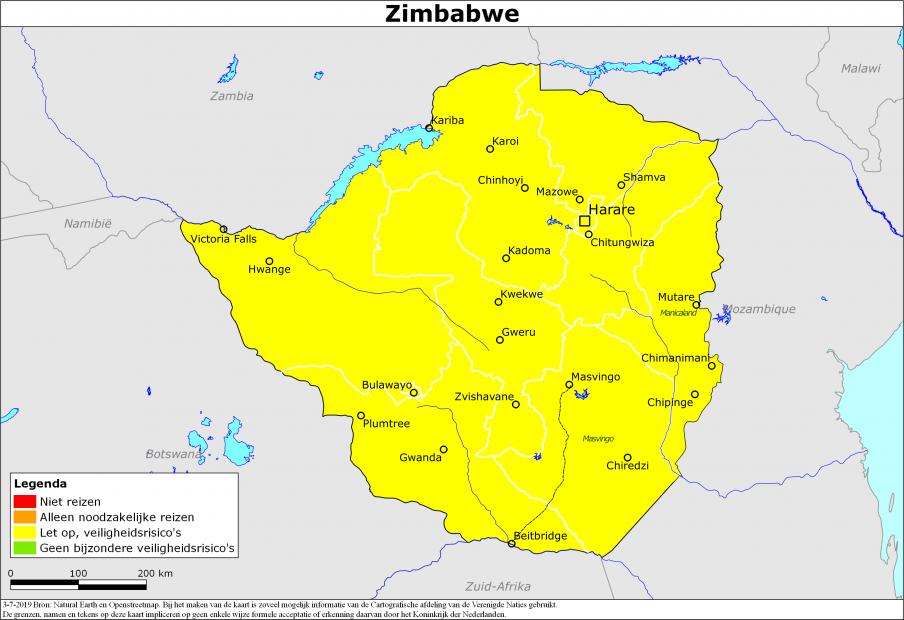 Zimbabwe
Malawi
Zambia
Kariba
Karoi
Chinhoyi
Shamva
Mazowe
Harare
Namibië
Victoria Falls
Chitungwiza
Kadoma
Hwange
Kwekwe
Mutare
Manicaland
Mozambique
Gweru
Chimanimani
Masvingo
Bulawayo
Zvishavane
Chipinge
Plumtree
Masvingo
Botswana
Gwanda
Chiredzi
Legenda
Niet reizen
Alleen noodzakelijke reizen
Let op, veiligheidsrisico's
Geen bijzondere veiligheidsrisico's
Beitbridge
0 100 200 km
Zuid-Afrika
3-7-2019 Bron: Natural Earth en Openstreetmap. Bij het maken van de kaart is zoveel mogelijk informatie van de Cartografische afdeling van de Verenigde Naties gebruikt.
De grenzen, namen en tekens op deze kaart impliceren op geen enkele wijze formele acceptatie of erkenning daarvan door het Koninkrijk der Nederlanden.